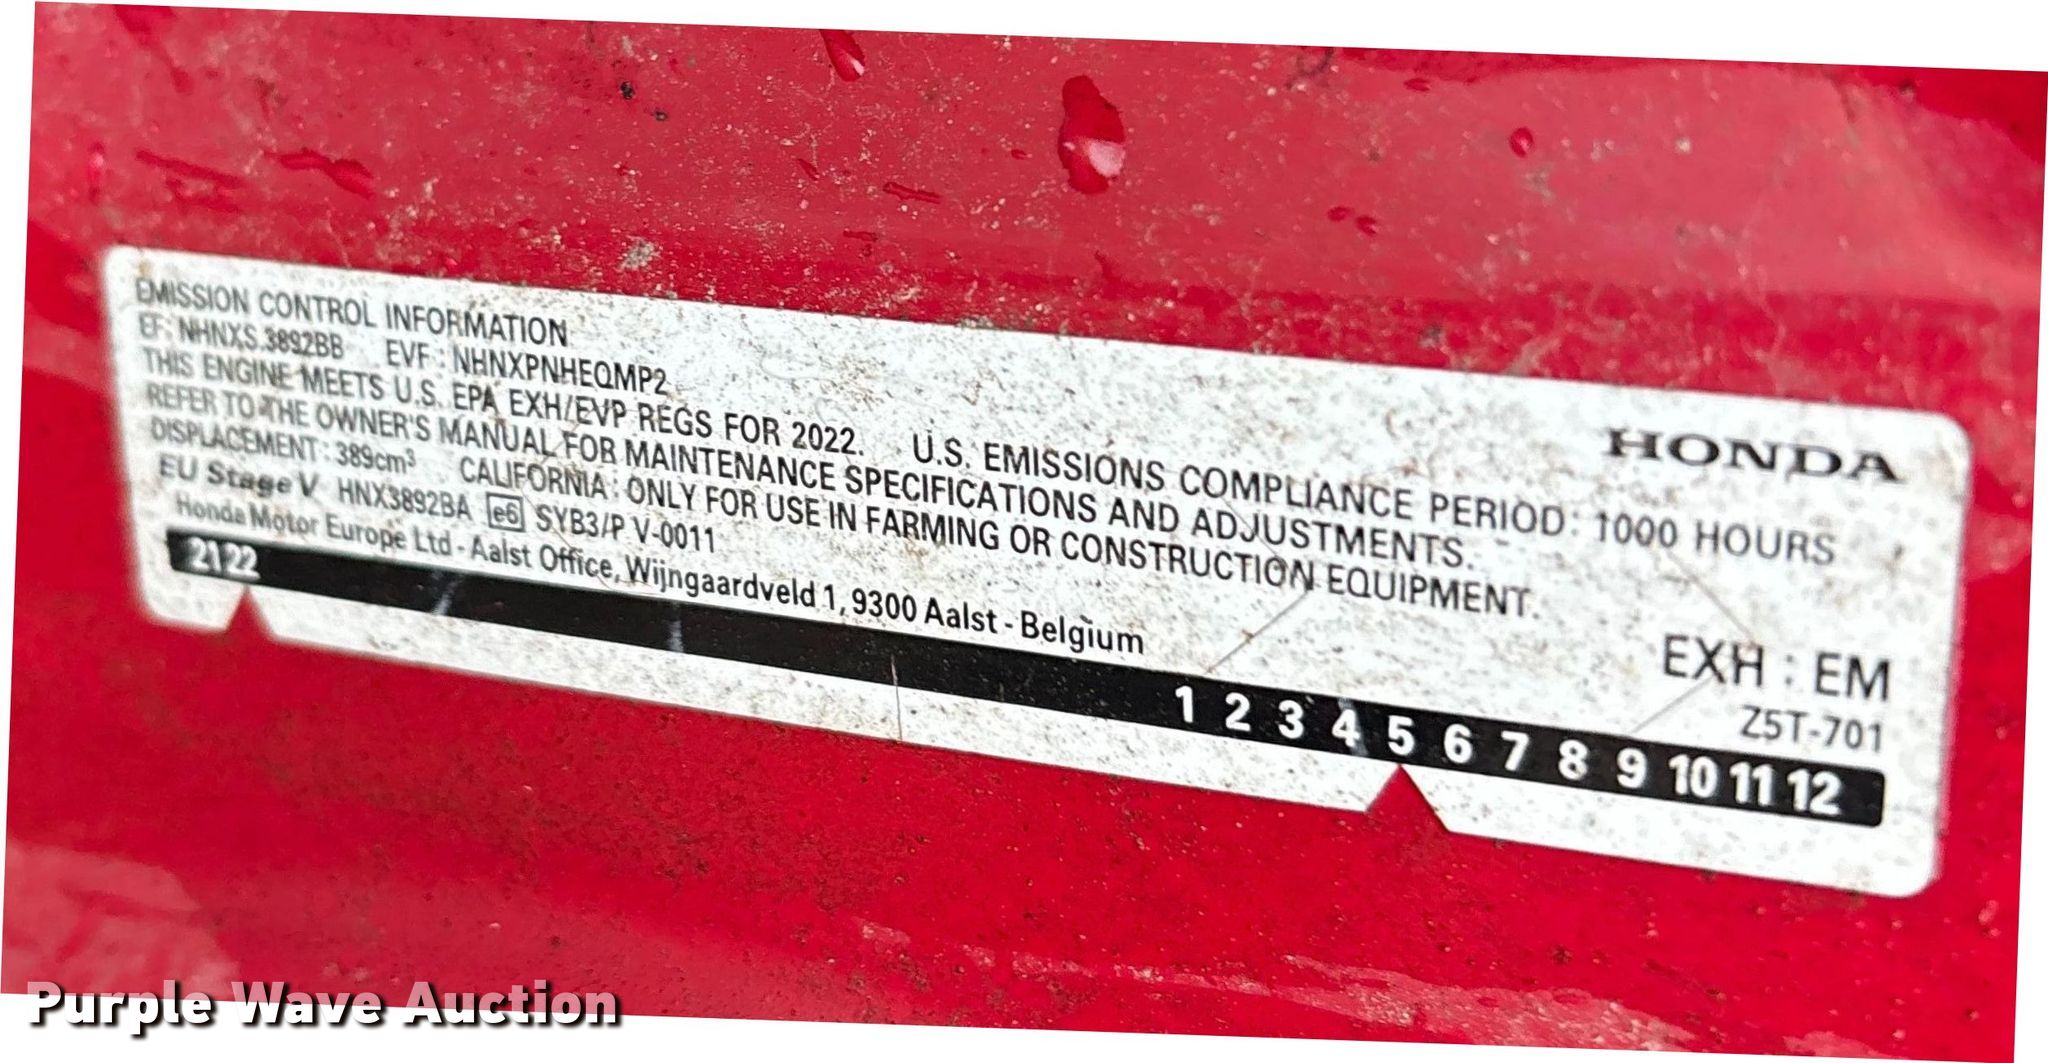 EMISSION CONTROL INFORMATION
EF: NHNXS.3892BB EVF: NHNXPNHEQMP2
THIS ENGINE MEETS U.S. EPA EXH/EVP REGS FOR 2022. U.S. EMISSIONS COMPLIANCE PERIOD: 1000 HOURS
REFER TO THE OWNER'S MANUAL FOR MAINTENANCE SPECIFICATIONS AND ADJUSTMENTS.
DISPLACEMENT: 389cm³ CALIFORNIA: ONLY FOR USE IN FARMING OR CONSTRUCTION EQUIPMENT.
EU Stage V HNX3892BA e6 SYB3/P V-0011
Honda Motor Europe Ltd - Aalst Office, Wijngaardveld 1, 9300 Aalst - Belgium
HONDA
EXH : EM
Z5T-701
21 22 1 2 3 4 5 6 7 8 9 10 11 12
Purple Wave Auction